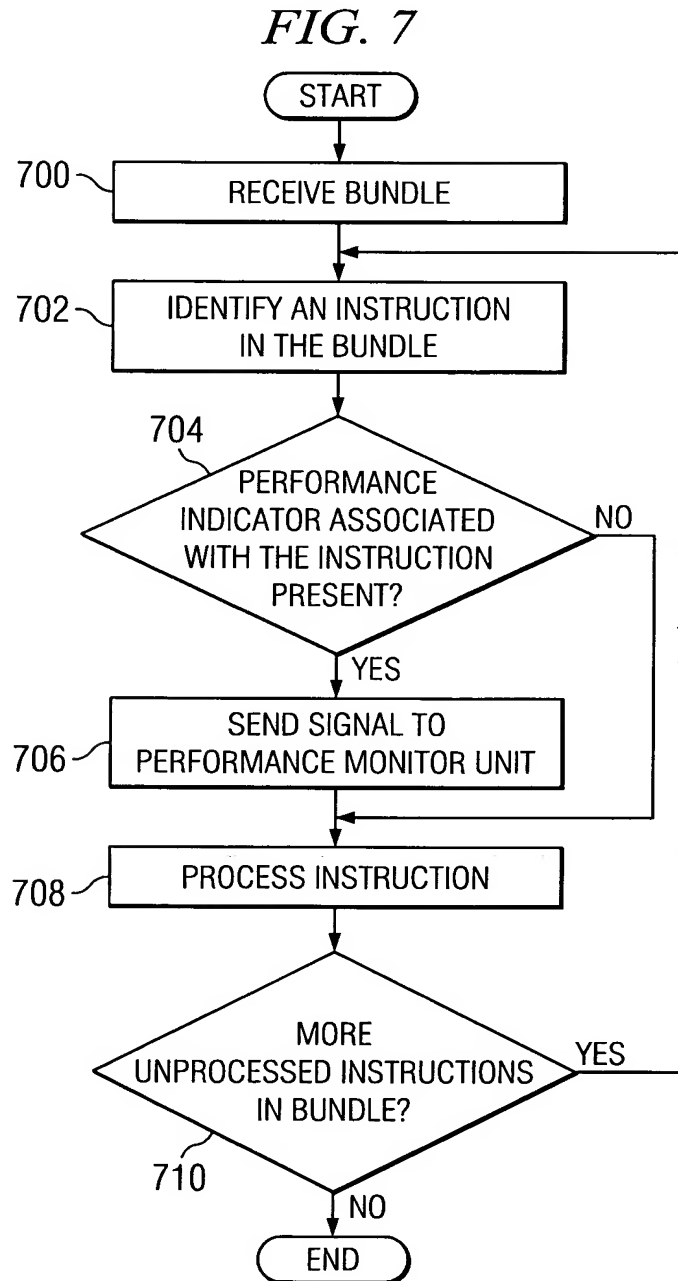 FIG. 7
START
700
RECEIVE BUNDLE
702
IDENTIFY AN INSTRUCTION
IN THE BUNDLE
704
PERFORMANCE
INDICATOR ASSOCIATED
WITH THE INSTRUCTION
PRESENT?
NO
YES
706
SEND SIGNAL TO
PERFORMANCE MONITOR UNIT
708
PROCESS INSTRUCTION
MORE
UNPROCESSED INSTRUCTIONS
IN BUNDLE?
YES
710
NO
END